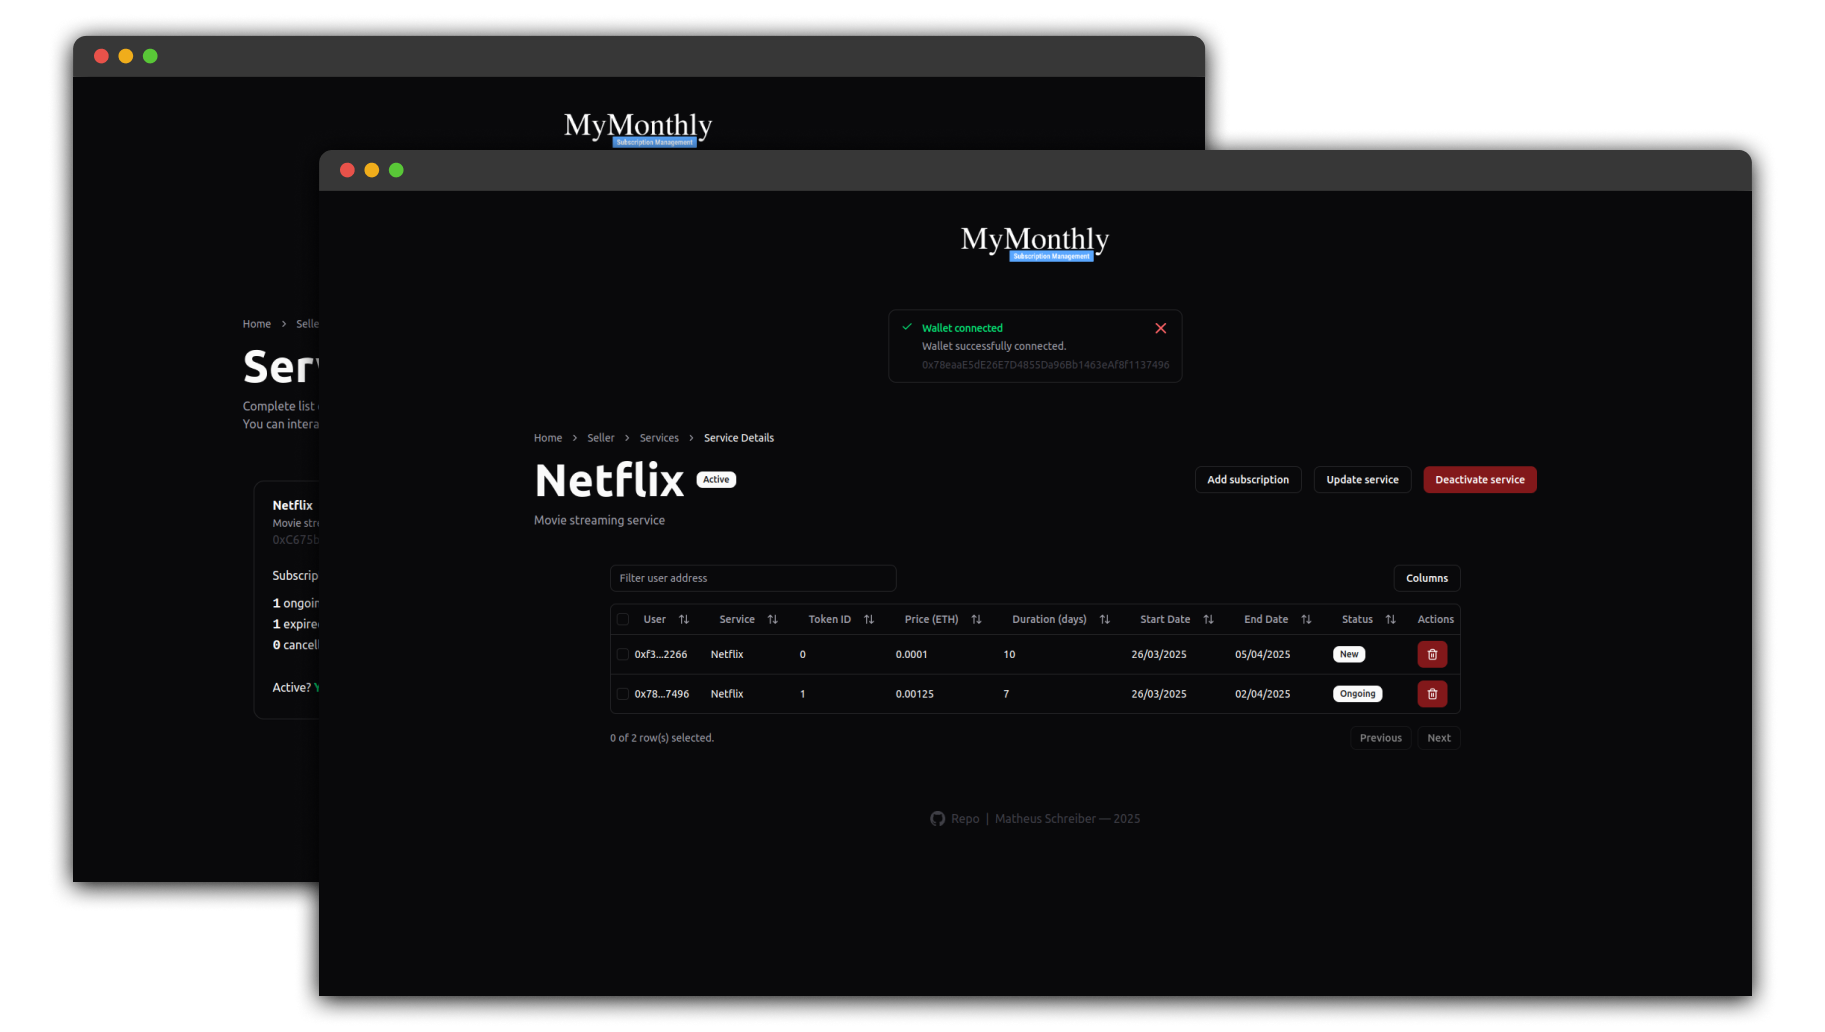 MyMonthly
Subscription Management
Home > Selle
Ser
Complete list
You can intera
Netflix
Movie stre
0xC675b
Subscrip
1 ongoin
1 expire
0 cancell
Active? Y
MyMonthly
Subscription Management
Wallet connected
Wallet successfully connected.
0x78eaaE5dE26E7D4855Da96Bb1463eAf8f1137496
Home > Seller > Services > Service Details
Netflix Active
Add subscription Update service Deactivate service
Movie streaming service
Filter user address Columns
User Service Token ID Price (ETH) Duration (days) Start Date End Date Status Actions
0xf3...2266 Netflix 0 0.0001 10 26/03/2025 05/04/2025 New
0x78...7496 Netflix 1 0.00125 7 26/03/2025 02/04/2025 Ongoing
0 of 2 row(s) selected. Previous Next
Repo | Matheus Schreiber — 2025